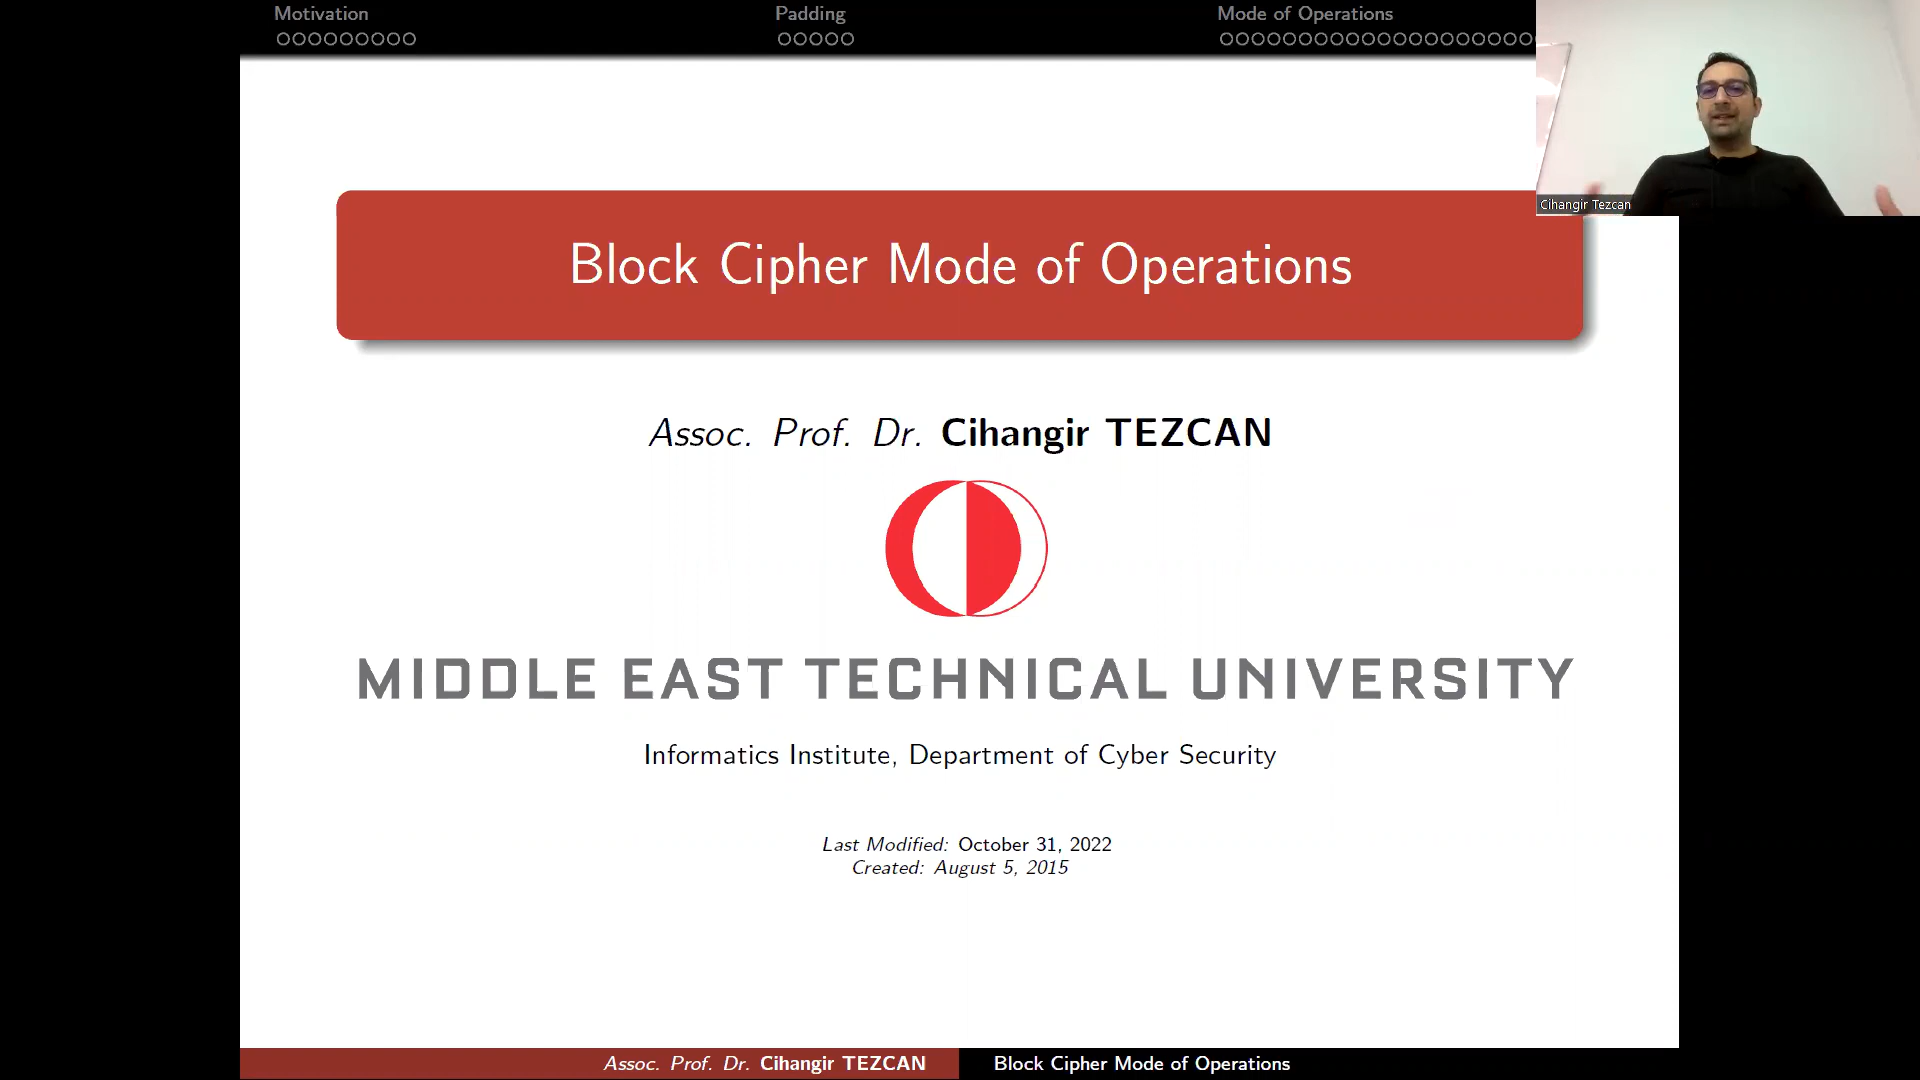 Motivation
Padding
Mode of Operations
Cihangir Tezcan
Block Cipher Mode of Operations
Assoc. Prof. Dr. Cihangir TEZCAN
MIDDLE EAST TECHNICAL UNIVERSITY
Informatics Institute, Department of Cyber Security
Last Modified: October 31, 2022
Created: August 5, 2015
Assoc. Prof. Dr. Cihangir TEZCAN
Block Cipher Mode of Operations